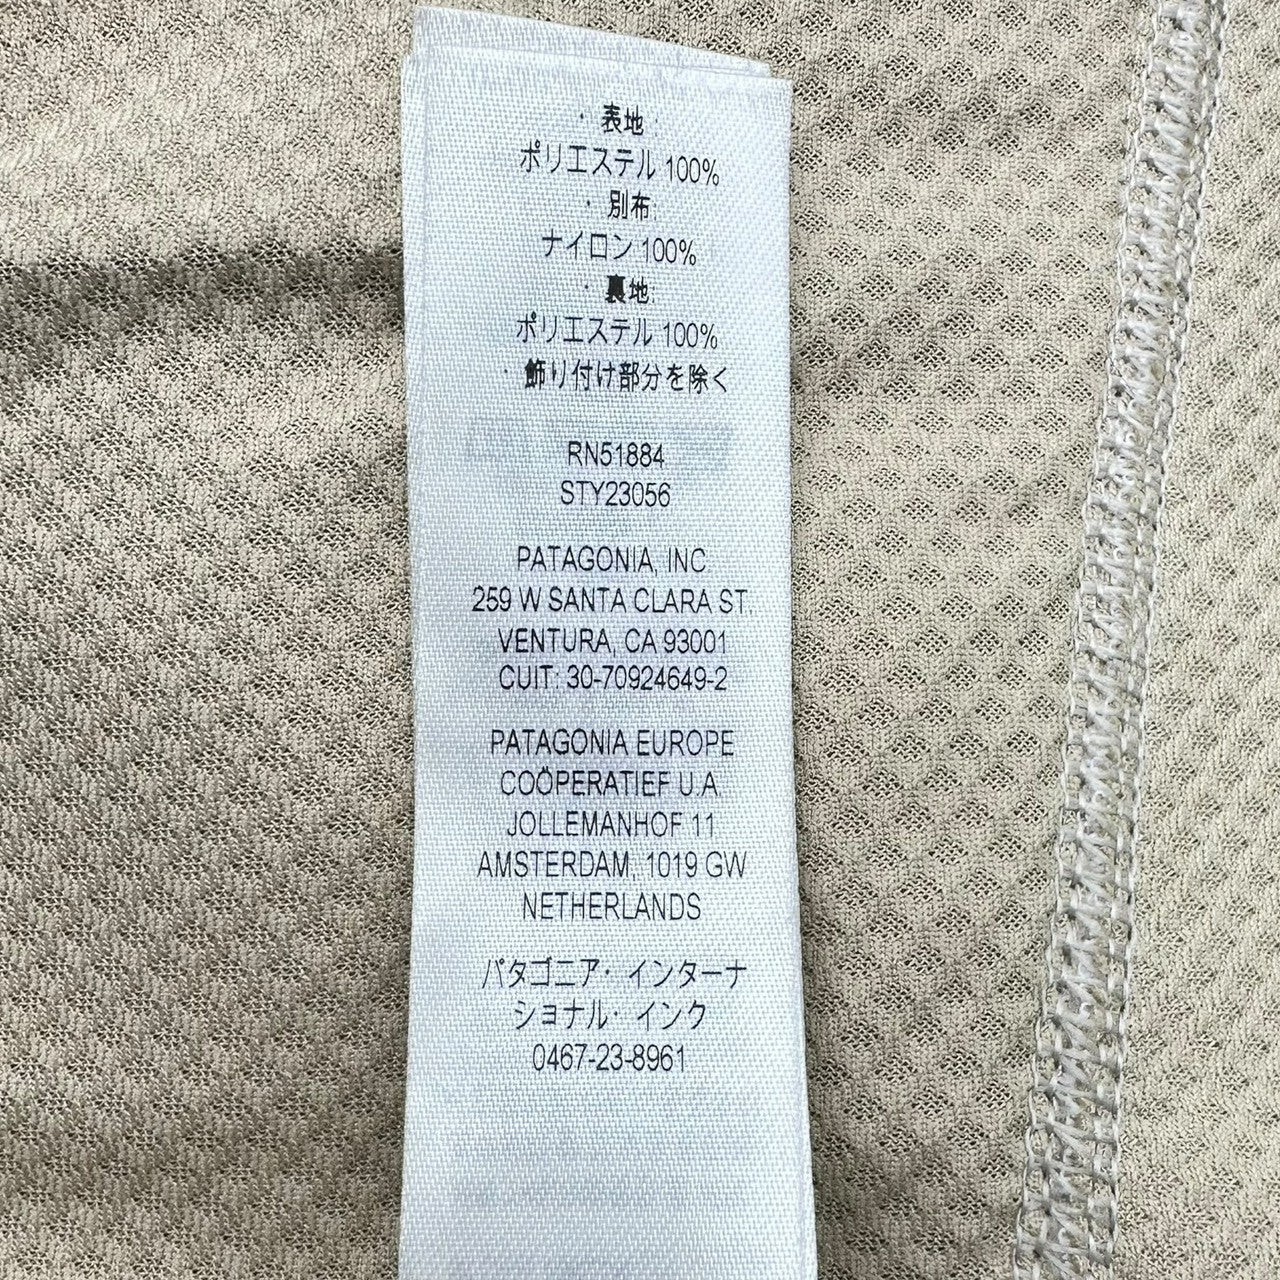 ・表地・
ポリエステル 100%
・別布・
ナイロン 100%
・裏地・
ポリエステル 100%
・飾り付け部分を除く
RN51884
STY23056
PATAGONIA, INC
259 W SANTA CLARA ST.
VENTURA, CA 93001
CUIT: 30-70924649-2
PATAGONIA EUROPE
COÖPERATIEF U.A.
JOLLEMANHOF 11
AMSTERDAM, 1019 GW
NETHERLANDS
パタゴニア・インターナ
ショナル・インク
0467-23-8961